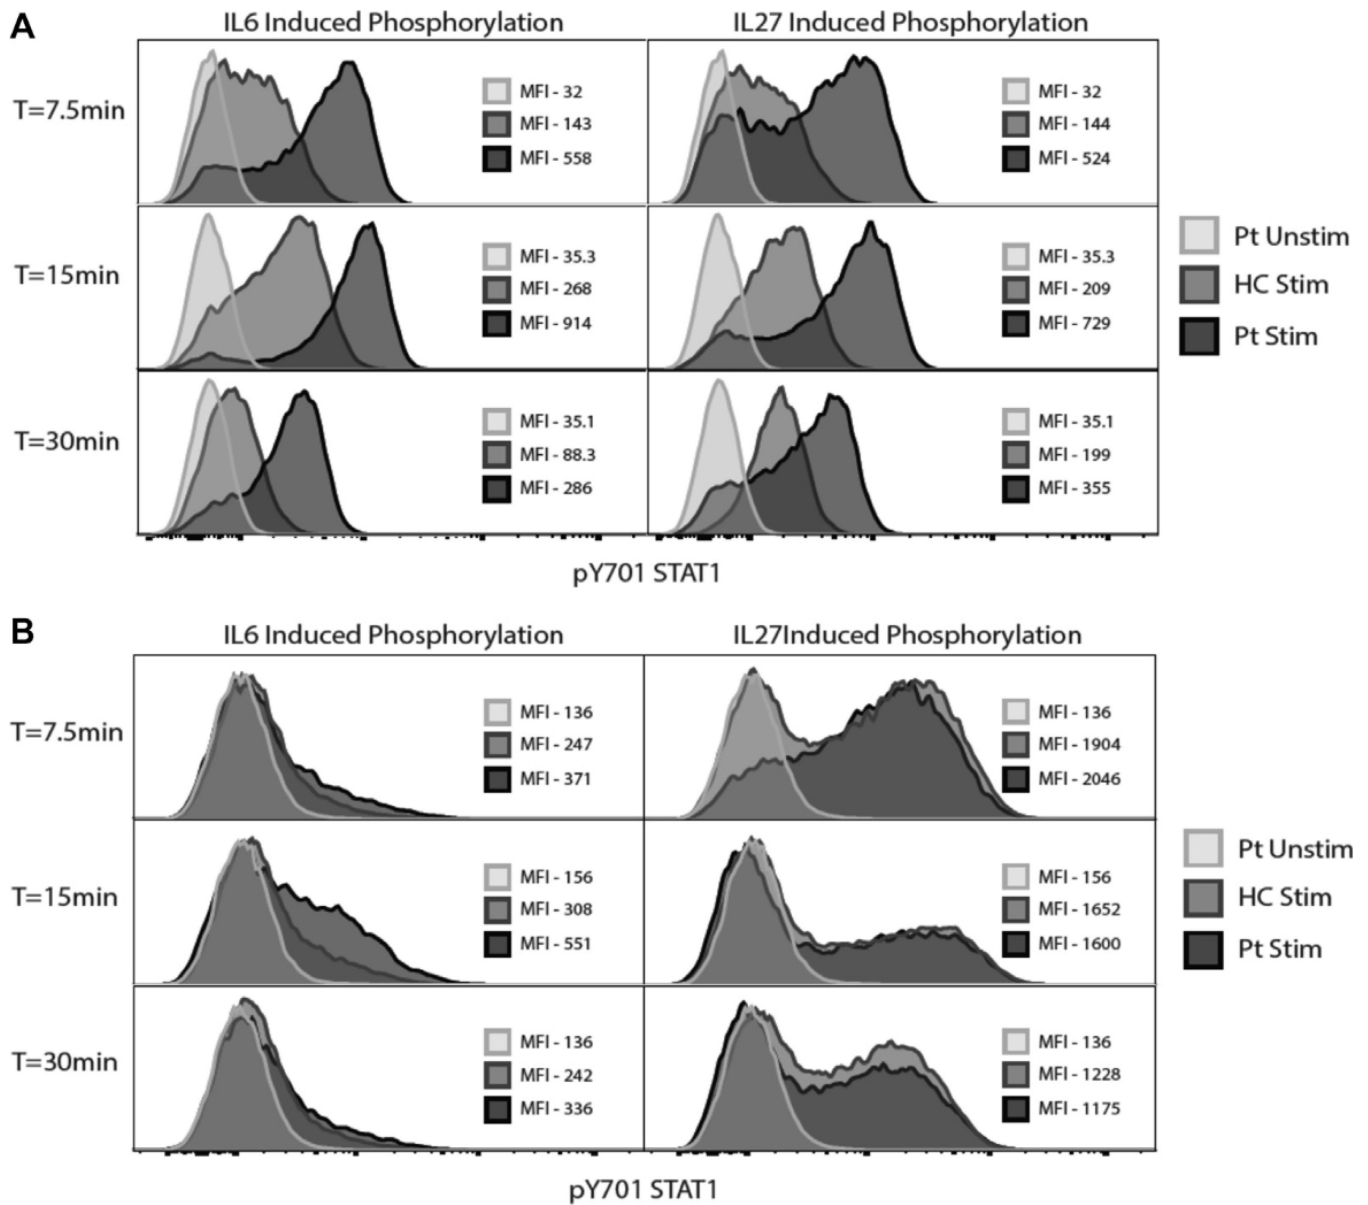 A
IL6 Induced Phosphorylation
IL27 Induced Phosphorylation
T=7.5min
MFI - 32
MFI - 143
MFI - 558
MFI - 32
MFI - 144
MFI - 524
T=15min
MFI - 35.3
MFI - 268
MFI - 914
MFI - 35.3
MFI - 209
MFI - 729
Pt Unstim
HC Stim
Pt Stim
T=30min
MFI - 35.1
MFI - 88.3
MFI - 286
MFI - 35.1
MFI - 199
MFI - 355
pY701 STAT1
B
IL6 Induced Phosphorylation
IL27Induced Phosphorylation
T=7.5min
MFI - 136
MFI - 247
MFI - 371
MFI - 136
MFI - 1904
MFI - 2046
T=15min
MFI - 156
MFI - 308
MFI - 551
MFI - 156
MFI - 1652
MFI - 1600
Pt Unstim
HC Stim
Pt Stim
T=30min
MFI - 136
MFI - 242
MFI - 336
MFI - 136
MFI - 1228
MFI - 1175
pY701 STAT1